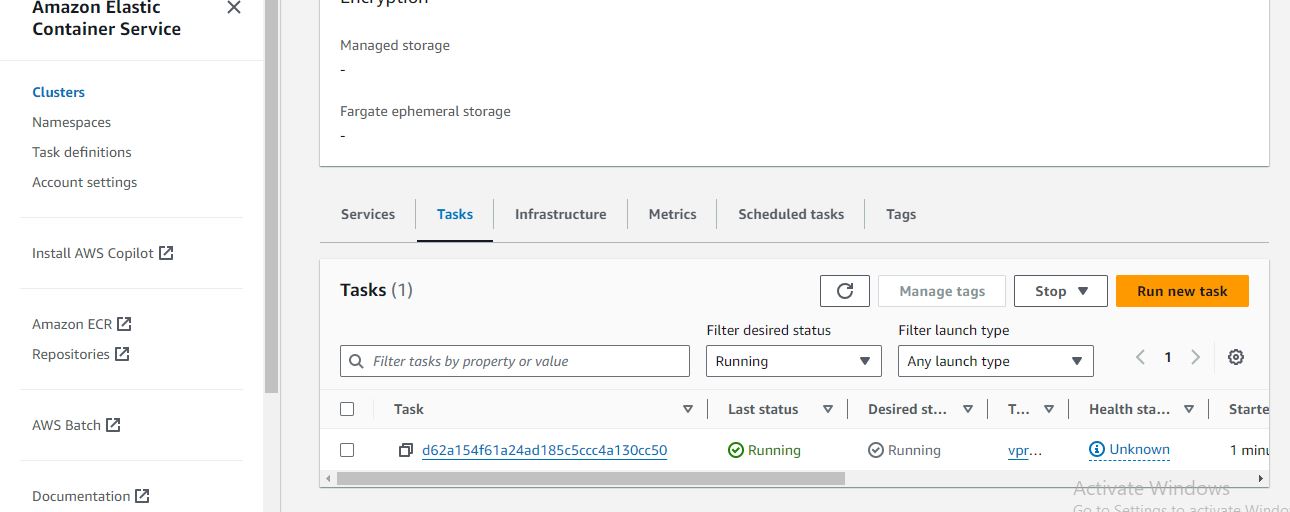 Amazon Elastic
Container Service
Clusters
Namespaces
Task definitions
Account settings
Install AWS Copilot
Amazon ECR
Repositories
AWS Batch
Documentation
Encryption
Managed storage
-
Fargate ephemeral storage
-
Services Tasks Infrastructure Metrics Scheduled tasks Tags
Tasks (1) Manage tags Stop Run new task
Filter desired status Filter launch type
Filter tasks by property or value Running Any launch type 1
Task Last status Desired st... T... Health sta... Starte
d62a154f61a24ad185c5ccc4a130cc50 Running Running vpr... Unknown 1 minu
Activate Windows
Go to Settings to activate Windo